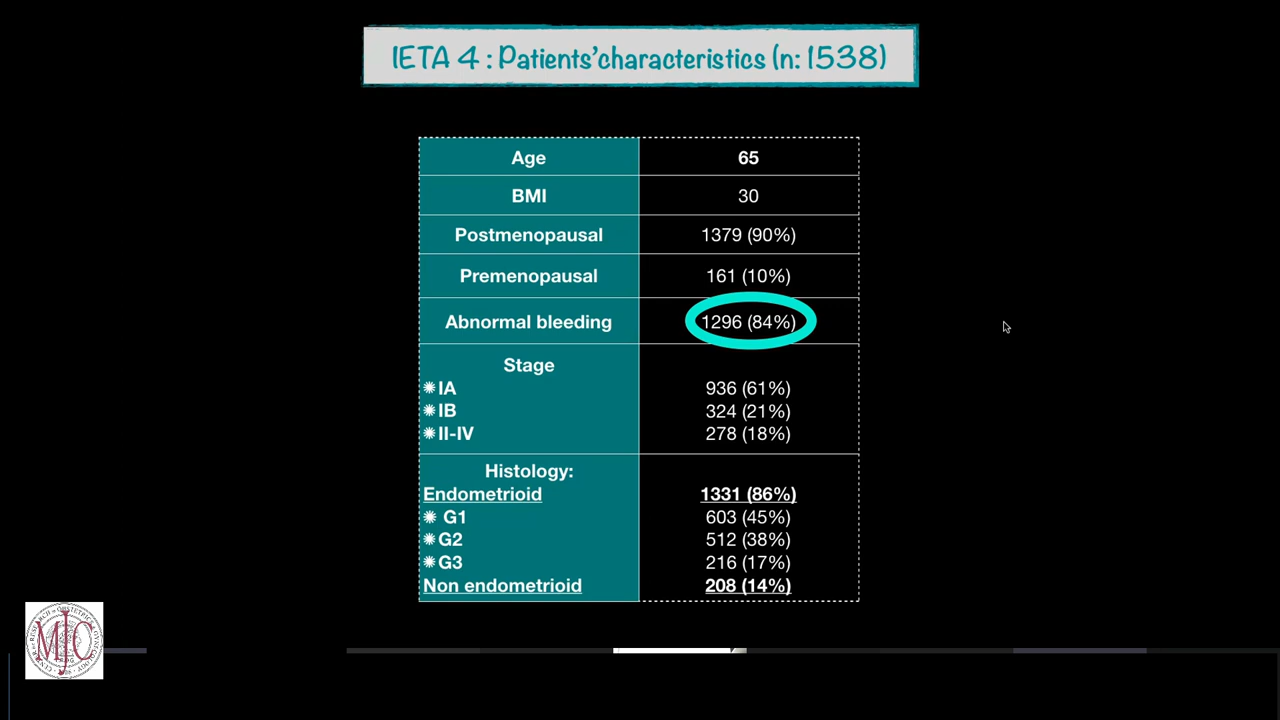 IETA 4 : Patients'characteristics (n: 1538)
Age 65
BMI 30
Postmenopausal 1379 (90%)
Premenopausal 161 (10%)
Abnormal bleeding 1296 (84%)
Stage
✺IA 936 (61%)
✺IB 324 (21%)
✺II-IV 278 (18%)
Histology:
Endometrioid 1331 (86%)
✺ G1 603 (45%)
✺G2 512 (38%)
✺G3 216 (17%)
Non endometrioid 208 (14%)
MJC